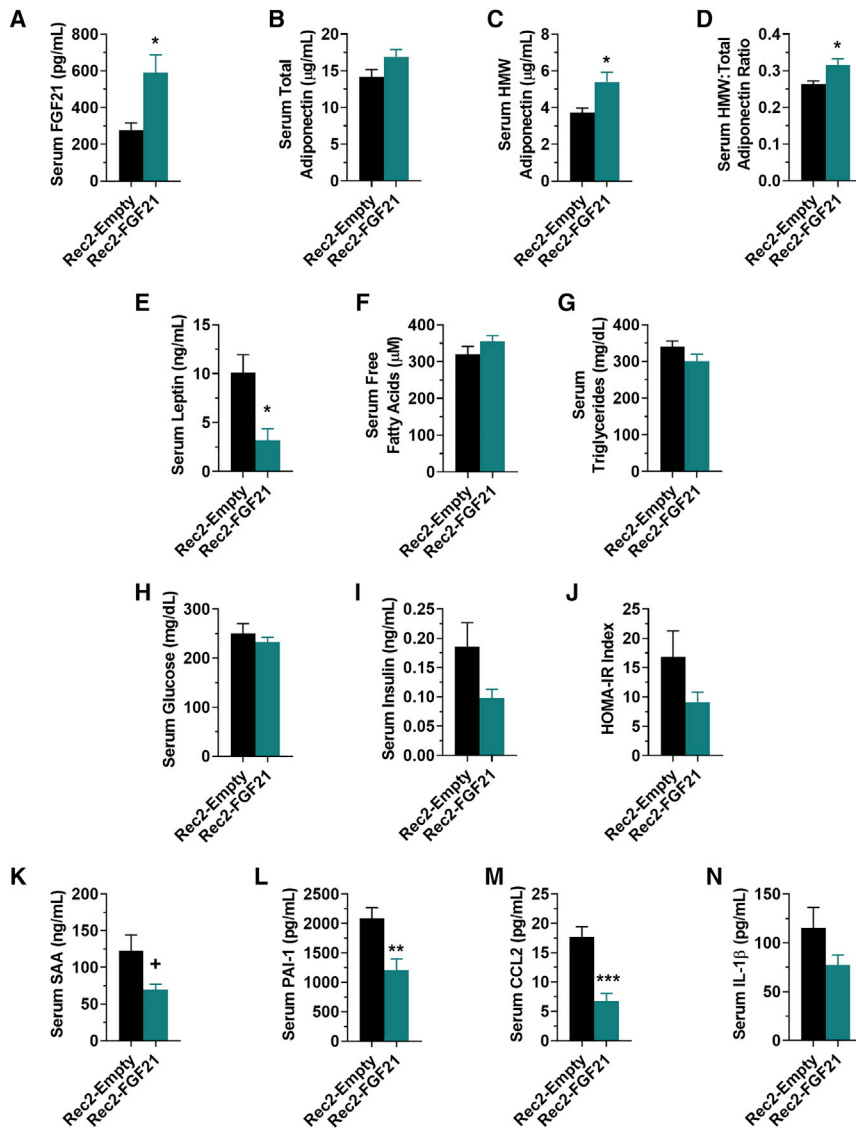 A
Serum FGF21 (pg/mL)
800
600
400
200
0
*
Rec2-Empty
Rec2-FGF21
B
Serum Total
Adiponectin (μg/mL)
20
15
10
5
0
Rec2-Empty
Rec2-FGF21
C
Serum HMW
Adiponectin (μg/mL)
8
6
4
2
0
*
Rec2-Empty
Rec2-FGF21
D
Serum HMW:Total
Adiponectin Ratio
0.4
0.3
0.2
0.1
0.0
*
Rec2-Empty
Rec2-FGF21
E
Serum Leptin (ng/mL)
15
10
5
0
*
Rec2-Empty
Rec2-FGF21
F
Serum Free
Fatty Acids (μM)
400
300
200
100
0
Rec2-Empty
Rec2-FGF21
G
Serum
Triglycerides (mg/dL)
400
300
200
100
0
Rec2-Empty
Rec2-FGF21
H
Serum Glucose (mg/dL)
300
250
200
150
100
50
0
Rec2-Empty
Rec2-FGF21
I
Serum Insulin (ng/mL)
0.25
0.20
0.15
0.10
0.05
0.00
Rec2-Empty
Rec2-FGF21
J
HOMA-IR Index
25
20
15
10
5
0
Rec2-Empty
Rec2-FGF21
K
Serum SAA (ng/mL)
200
150
100
50
0
+
Rec2-Empty
Rec2-FGF21
L
Serum PAI-1 (pg/mL)
2500
2000
1500
1000
500
0
**
Rec2-Empty
Rec2-FGF21
M
Serum CCL2 (pg/mL)
25
20
15
10
5
0
***
Rec2-Empty
Rec2-FGF21
N
Serum IL-1β (pg/mL)
150
100
50
0
Rec2-Empty
Rec2-FGF21